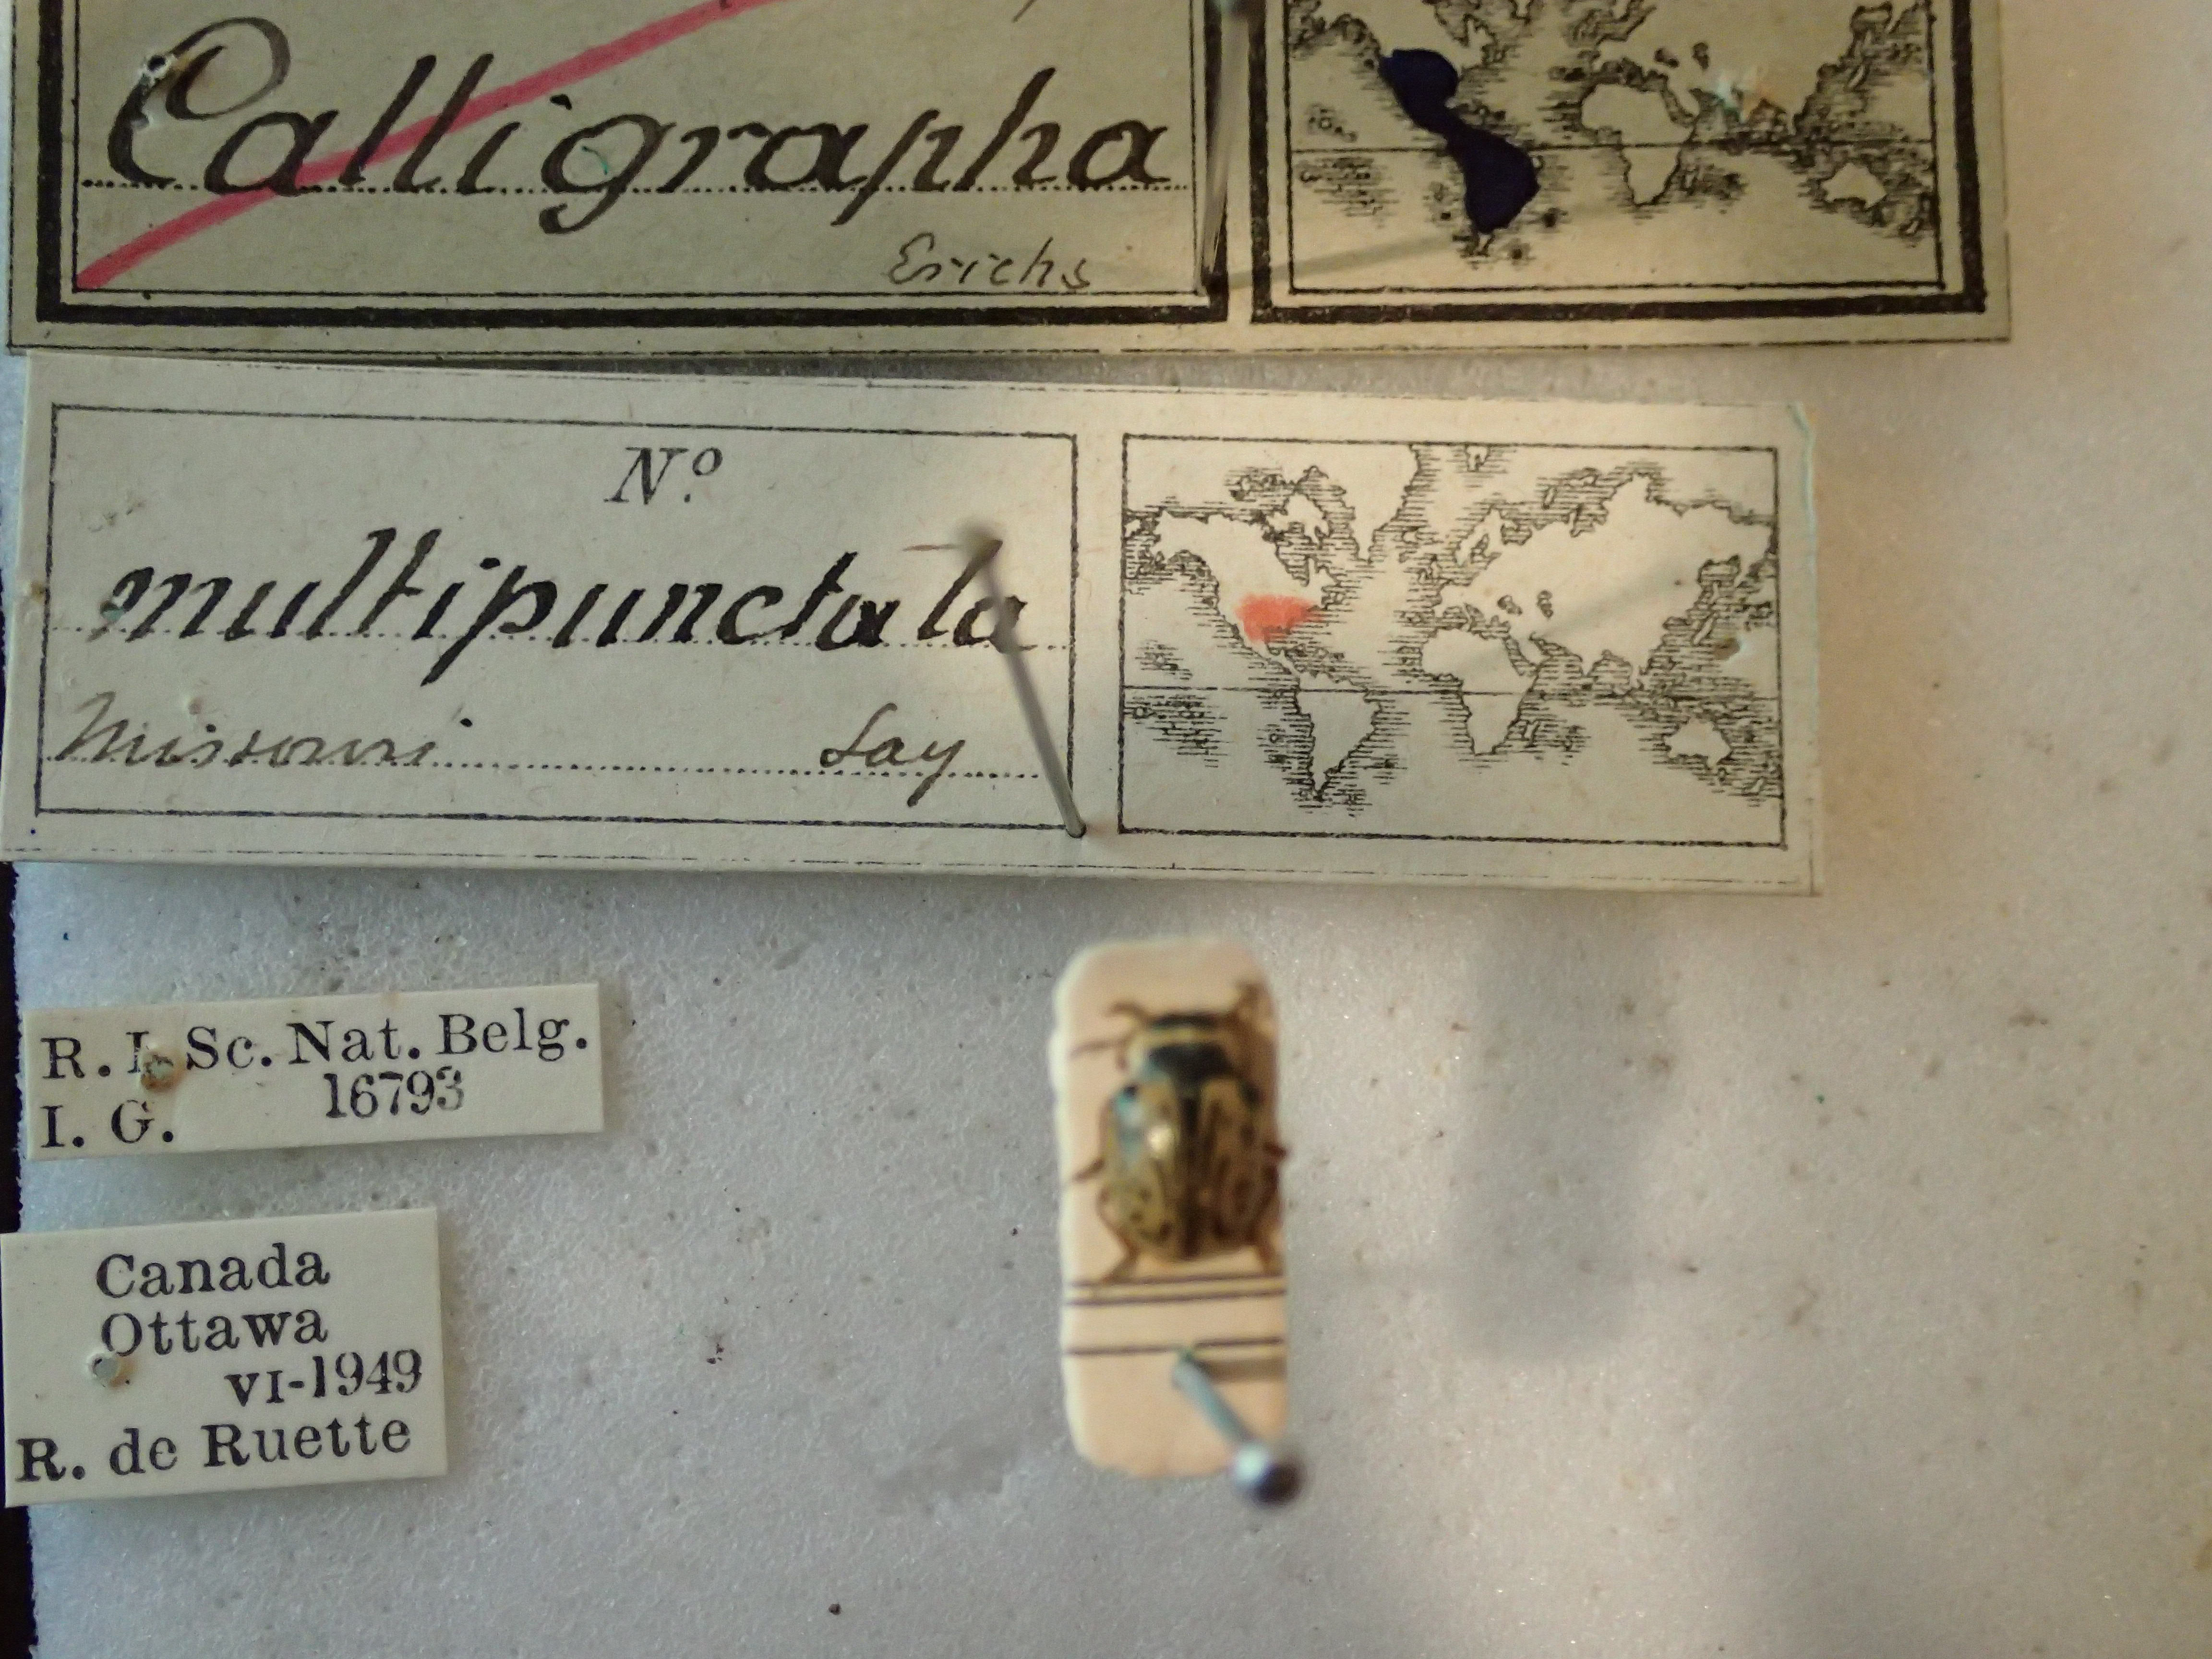 Calligrapha
Erichs
Nº
multipunctata
Missouri Say
R. I. Sc. Nat. Belg.
16793
I. G.
Canada
Ottawa
VI-1949
R. de Ruette